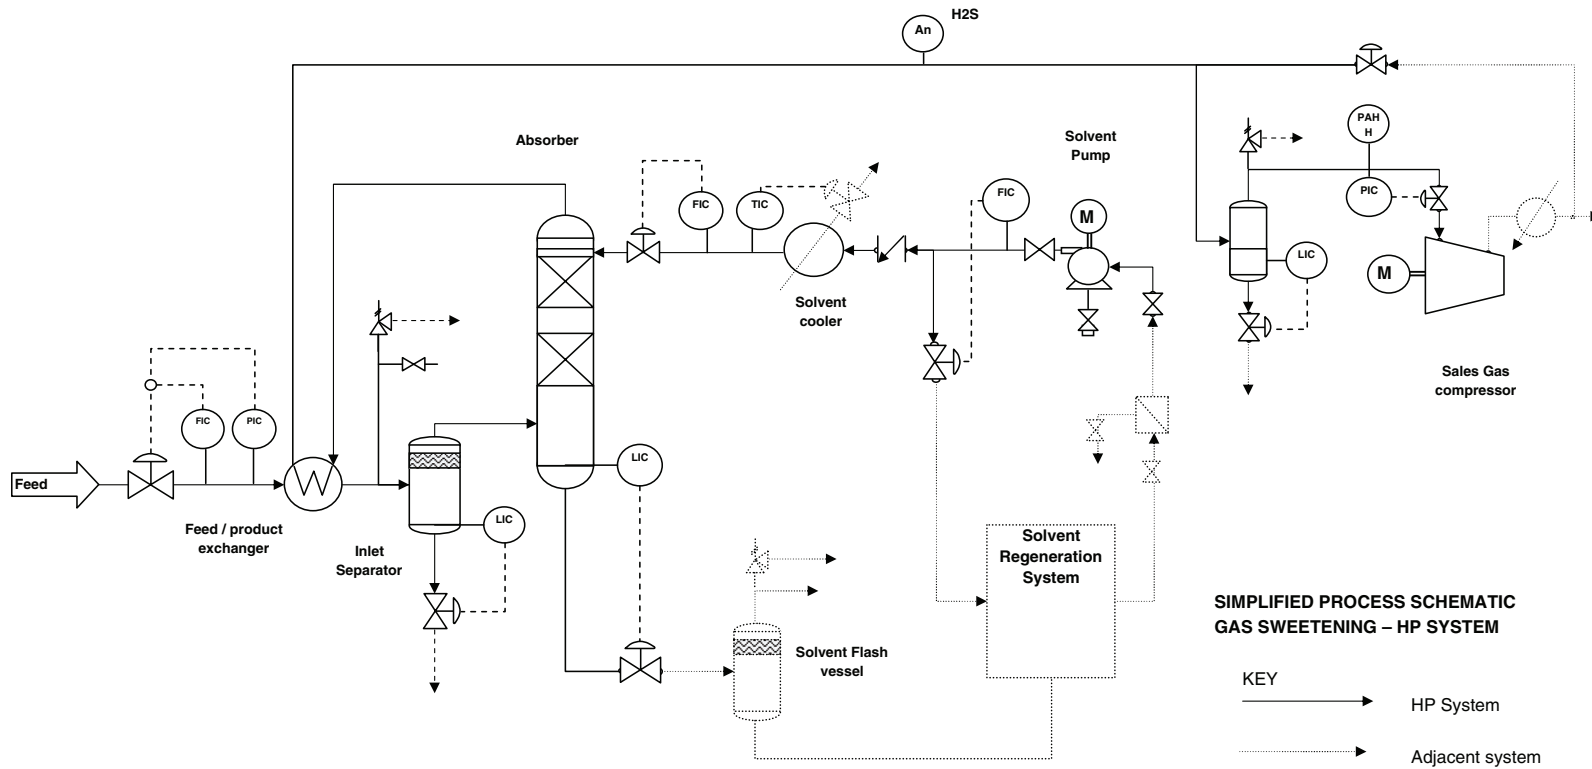 H2S
An
PAH
H
Absorber
Solvent
Pump
FIC
TIC
FIC
M
PIC
LIC
M
Solvent
cooler
Sales Gas
compressor
FIC
PIC
LIC
Feed
Feed / product
exchanger
LIC
Inlet
Separator
Solvent
Regeneration
System
Solvent Flash
vessel
SIMPLIFIED PROCESS SCHEMATIC
GAS SWEETENING – HP SYSTEM
KEY
HP System
Adjacent system